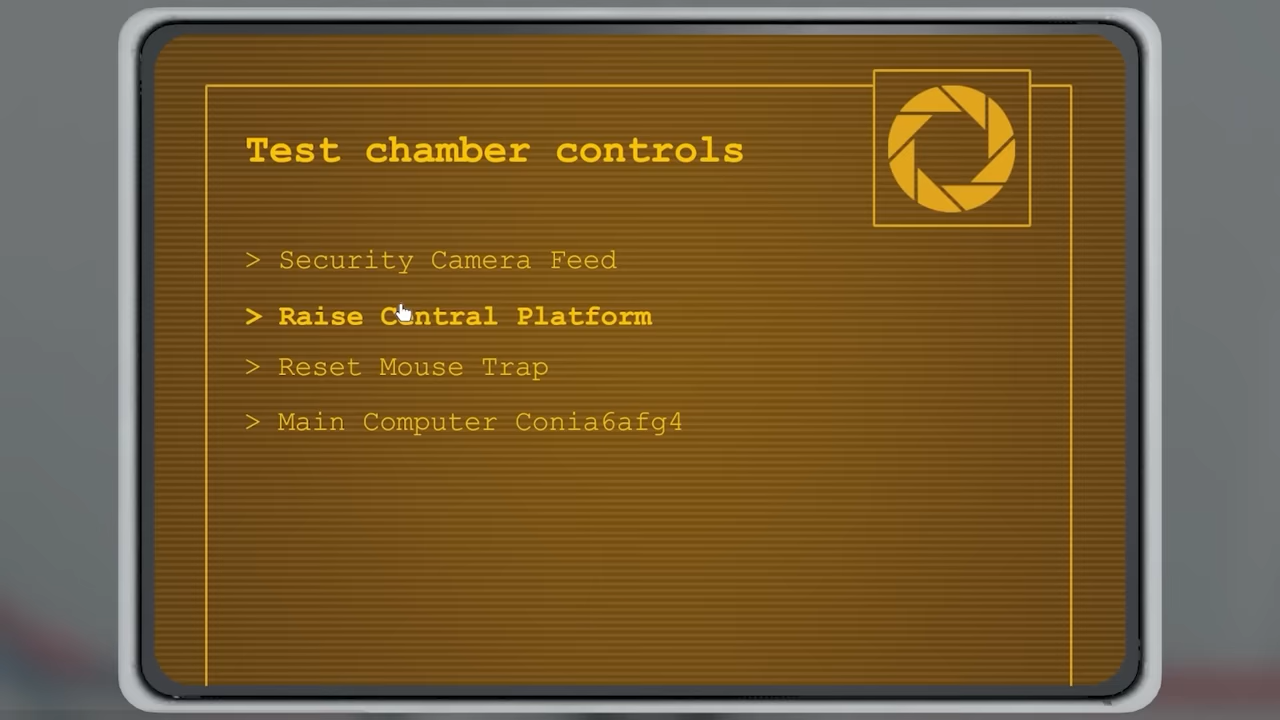 Test chamber controls
> Security Camera Feed
> Raise Central Platform
> Reset Mouse Trap
> Main Computer Conia6afg4